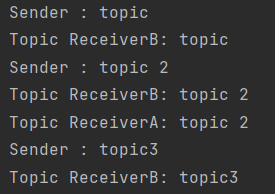 Sender : topic
Topic ReceiverB: topic
Sender : topic 2
Topic ReceiverB: topic 2
Topic ReceiverA: topic 2
Sender : topic3
Topic ReceiverB: topic3